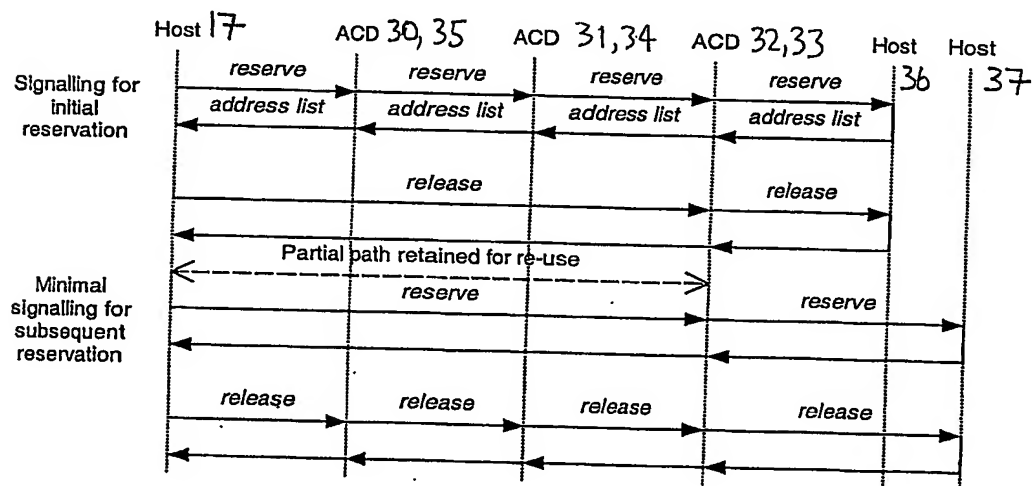 Host 17
ACD 30, 35
ACD 31, 34
ACD 32, 33
Host 36
Host 37
Signalling for
initial
reservation
reserve
reserve
reserve
reserve
address list
address list
address list
address list
release
release
Partial path retained for re-use
Minimal
signalling for
subsequent
reservation
reserve
reserve
release
release
release
release